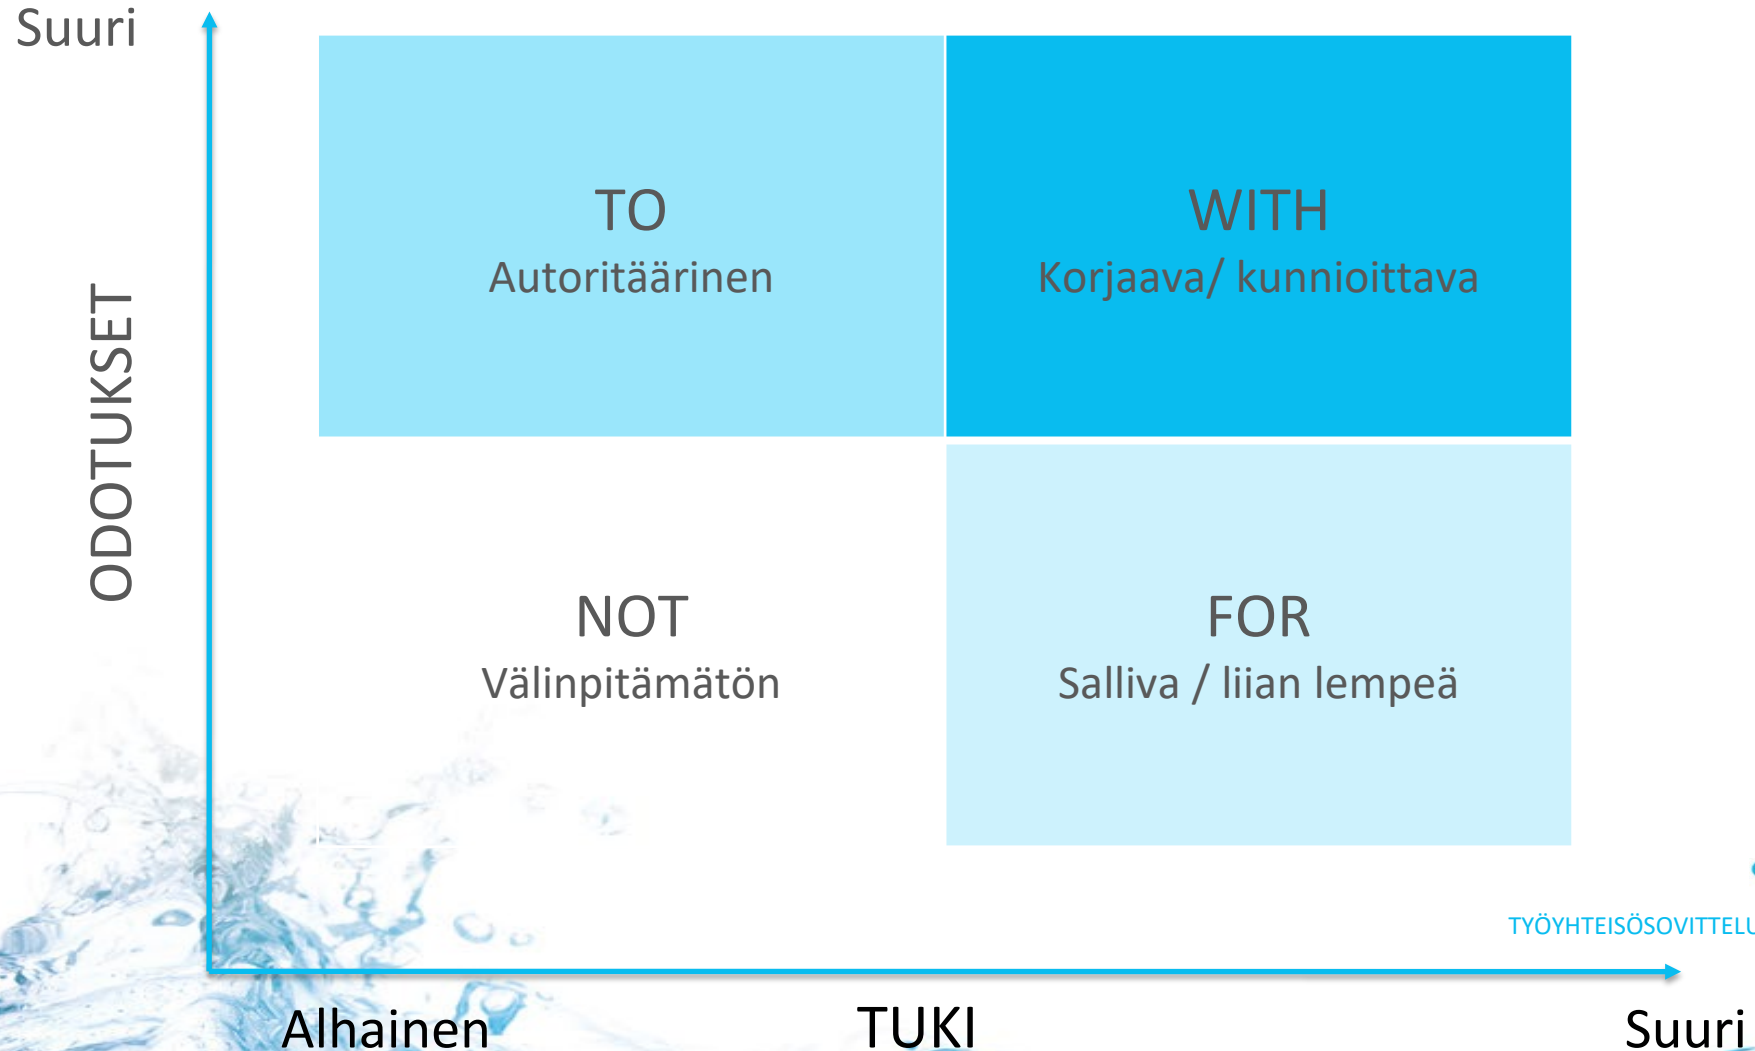 Suuri
TO
Autoritäärinen
WITH
Korjaava/ kunnioittava
ODOTUKSET
NOT
Välinpitämätön
FOR
Salliva / liian lempeä
TYÖYHTEISÖSOVITTELU
Alhainen
TUKI
Suuri